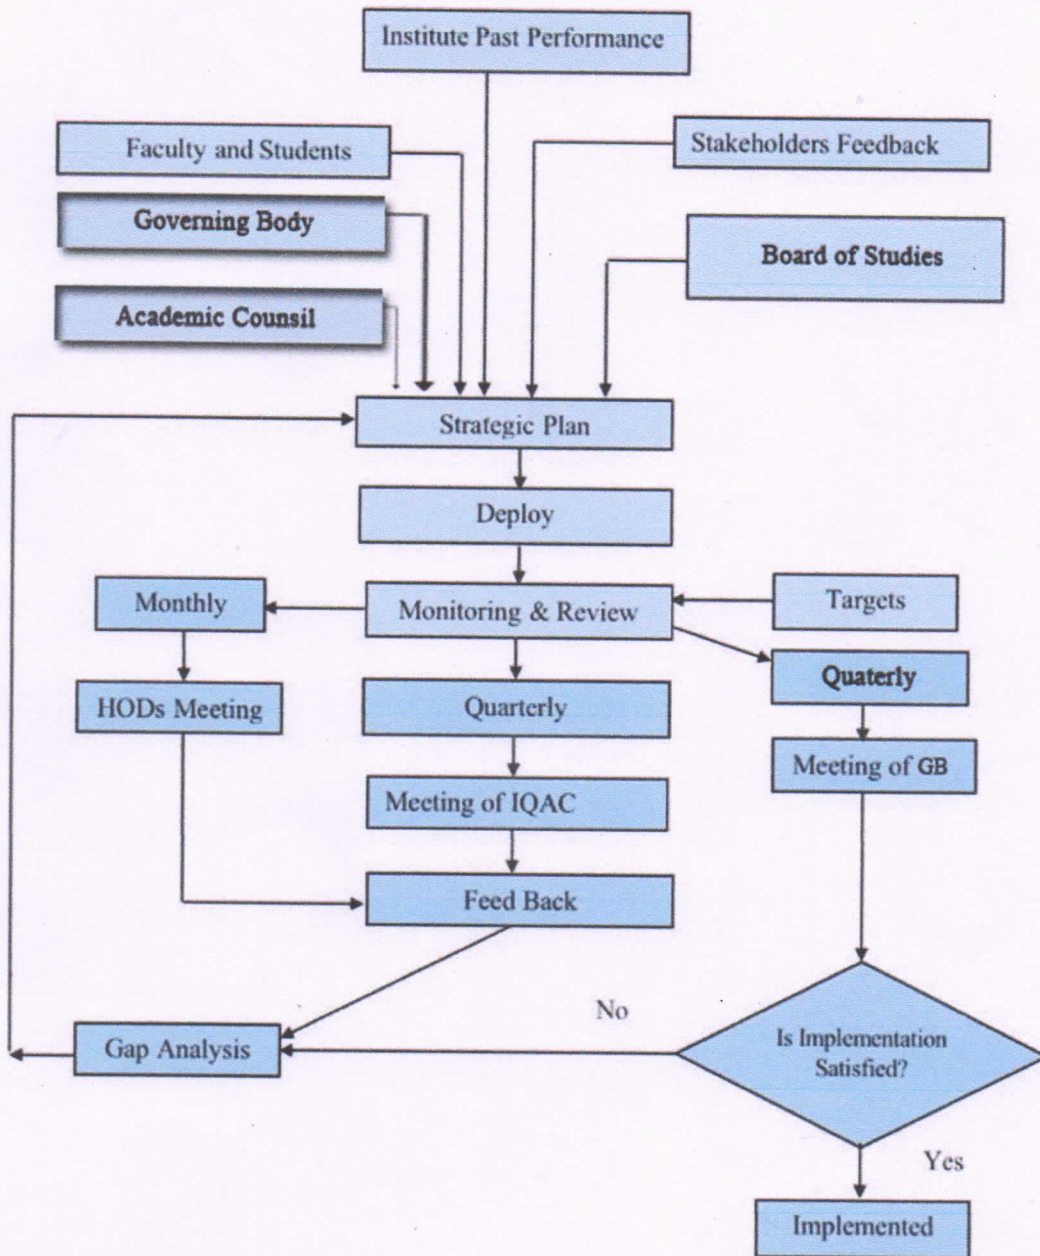 Institute Past Performance
Faculty and Students
Stakeholders Feedback
Governing Body
Board of Studies
Academic Counsil
Strategic Plan
Deploy
Monthly
Monitoring & Review
Targets
Quaterly
HODs Meeting
Quarterly
Meeting of GB
Meeting of IQAC
Feed Back
No
Gap Analysis
Is Implementation
Satisfied?
Yes
Implemented